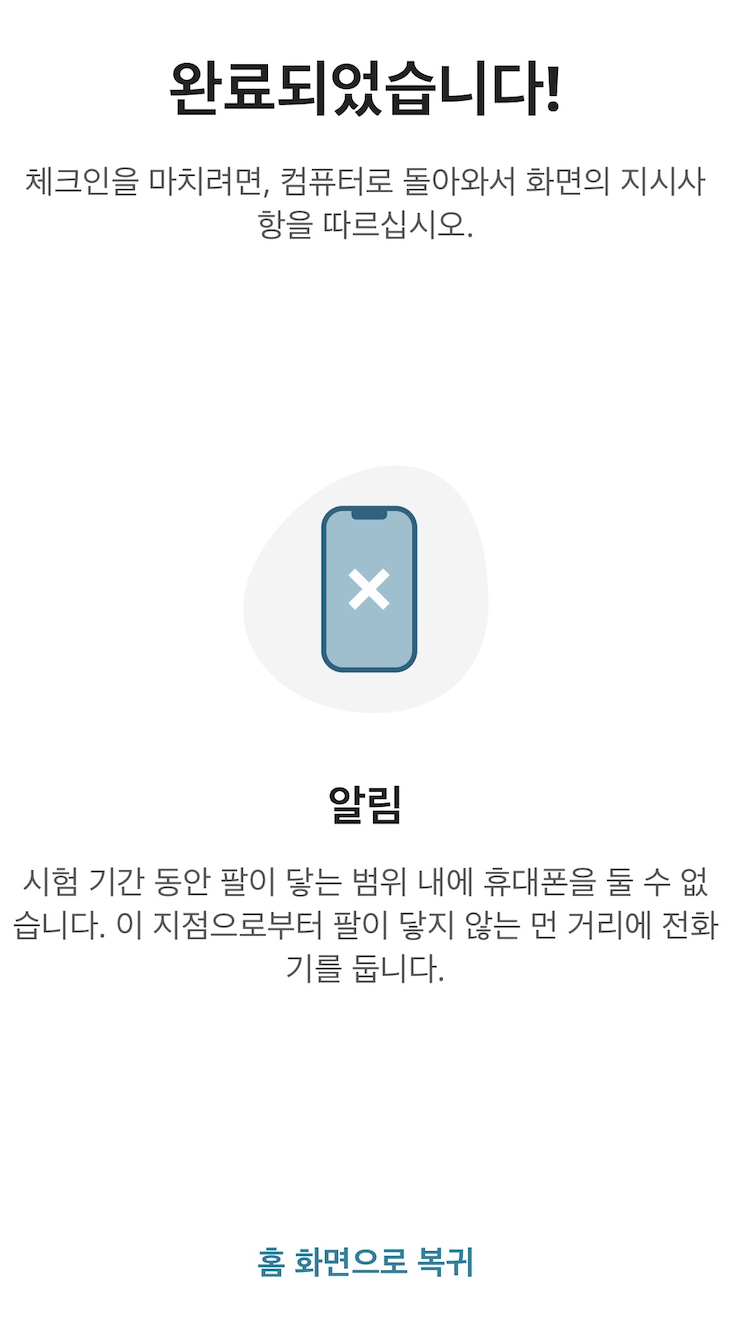 완료되었습니다!
체크인을 마치려면, 컴퓨터로 돌아와서 화면의 지시사
항을 따르십시오.
알림
시험 기간 동안 팔이 닿는 범위 내에 휴대폰을 둘 수 없
습니다. 이 지점으로부터 팔이 닿지 않는 먼 거리에 전화
기를 둡니다.
홈 화면으로 복귀